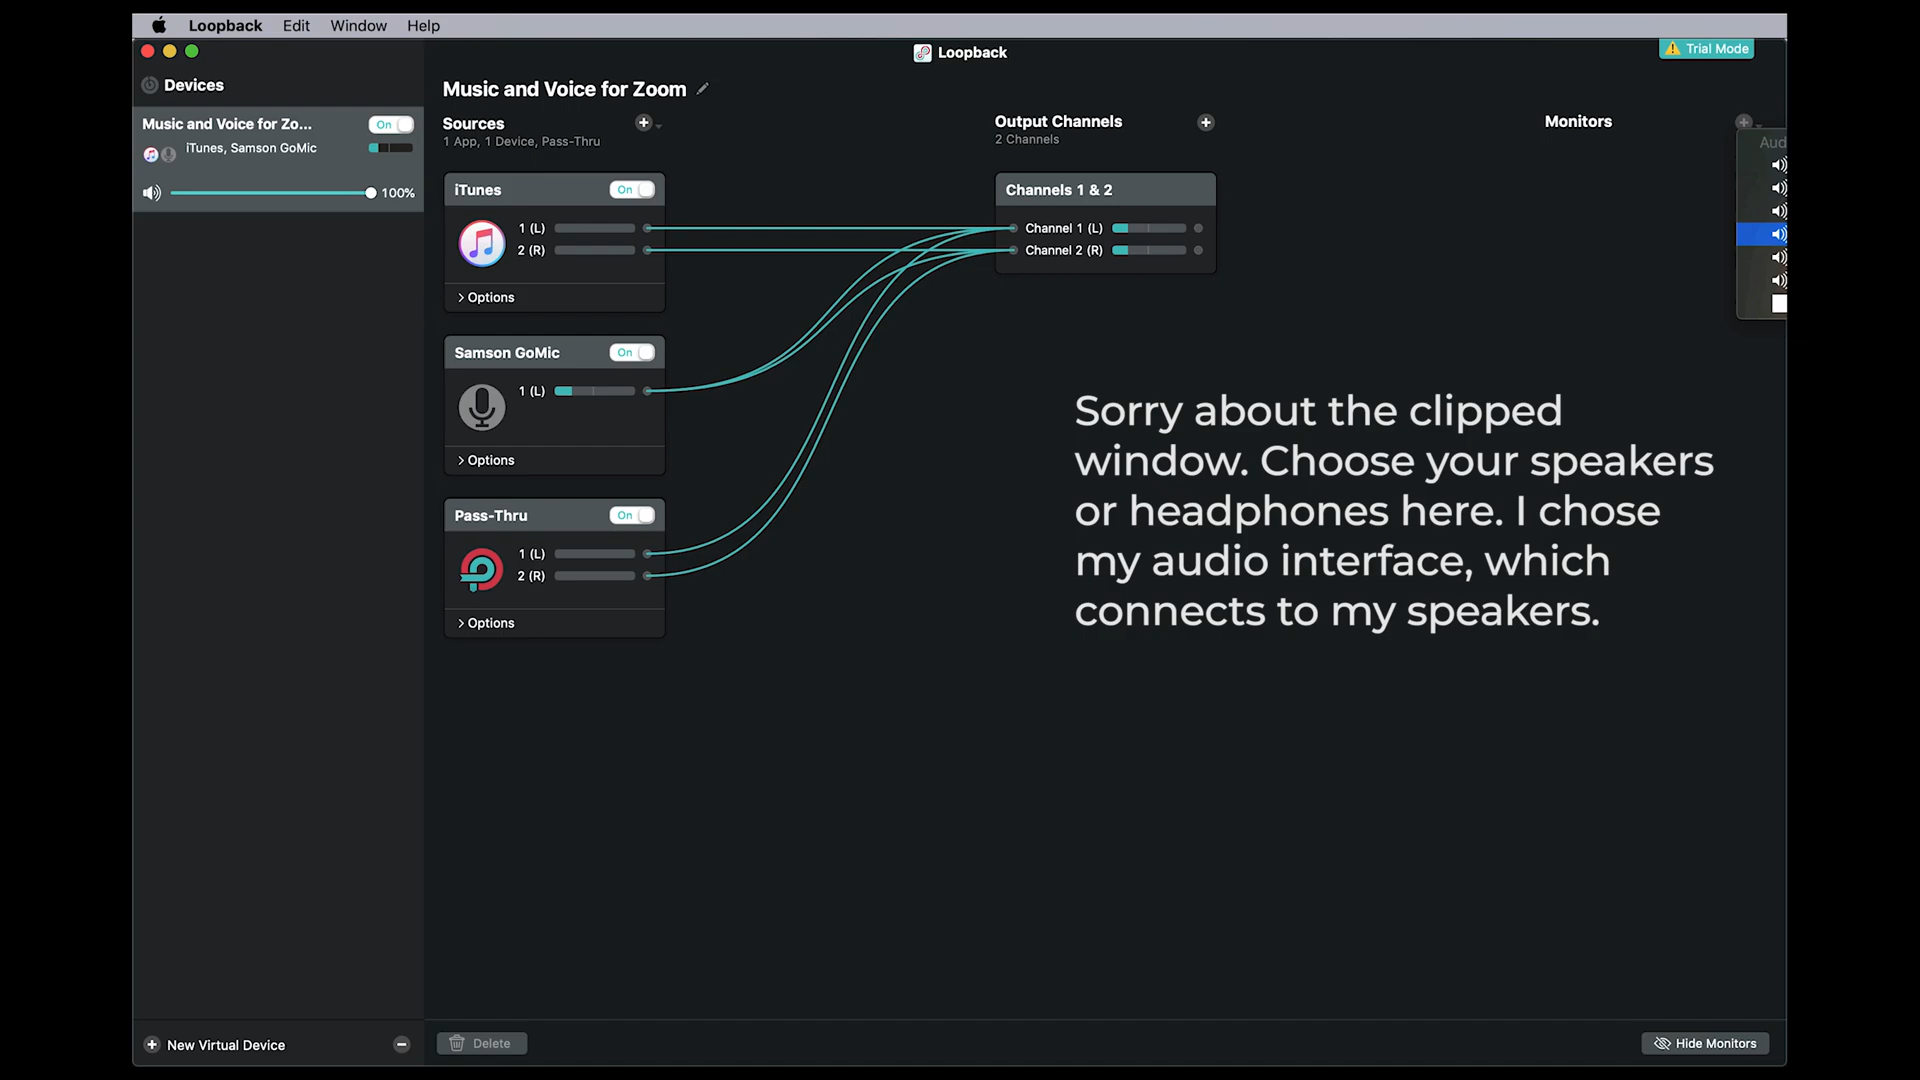 Loopback Edit Window Help
Loopback
Trial Mode
Devices
Music and Voice for Zo... On
iTunes, Samson GoMic
100%
Music and Voice for Zoom
Sources
1 App, 1 Device, Pass-Thru
Output Channels
2 Channels
Monitors
Aud
iTunes On
1 (L)
2 (R)
Options
Channels 1 & 2
Channel 1 (L)
Channel 2 (R)
Samson GoMic On
1 (L)
Options
Pass-Thru On
1 (L)
2 (R)
Options
Sorry about the clipped
window. Choose your speakers
or headphones here. I chose
my audio interface, which
connects to my speakers.
New Virtual Device
Delete
Hide Monitors